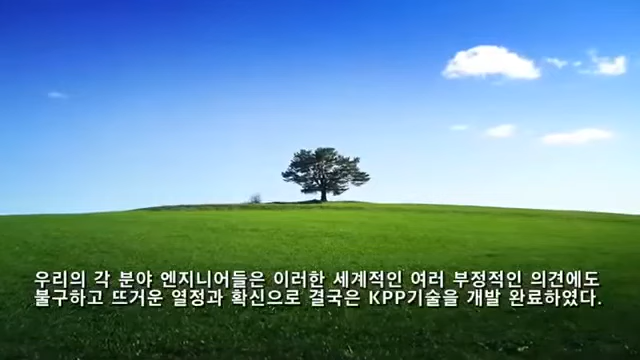 우리의 각 분야 엔지니어들은 이러한 세계적인 여러 부정적인 의견에도
불구하고 뜨거운 열정과 확신으로 결국은 KPP기술을 개발 완료하였다.